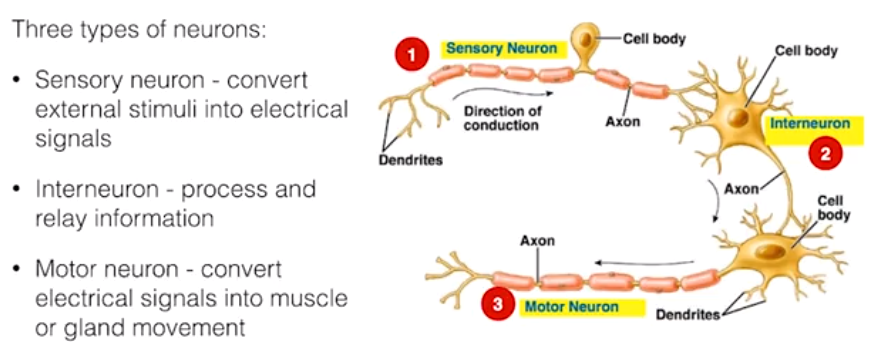 Three types of neurons:
• Sensory neuron - convert
external stimuli into electrical
signals
• Interneuron - process and
relay information
• Motor neuron - convert
electrical signals into muscle
or gland movement
1
Sensory Neuron
Cell body
Cell body
Direction of
conduction
Axon
Interneuron
2
Dendrites
Axon
Cell
body
Axon
3
Motor Neuron
Dendrites